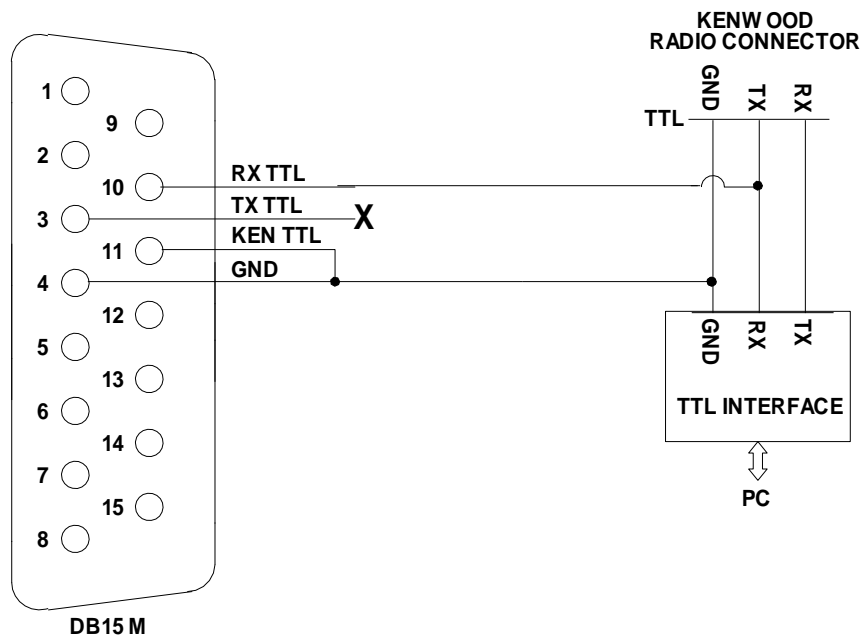 KENWOOD
RADIO CONNECTOR
GND
TX
RX
TTL
1
9
2
10
RX TTL
3
TX TTL
X
11
KEN TTL
4
GND
12
5
13
6
14
7
15
8
GND
RX
TX
TTL INTERFACE
PC
DB15 M